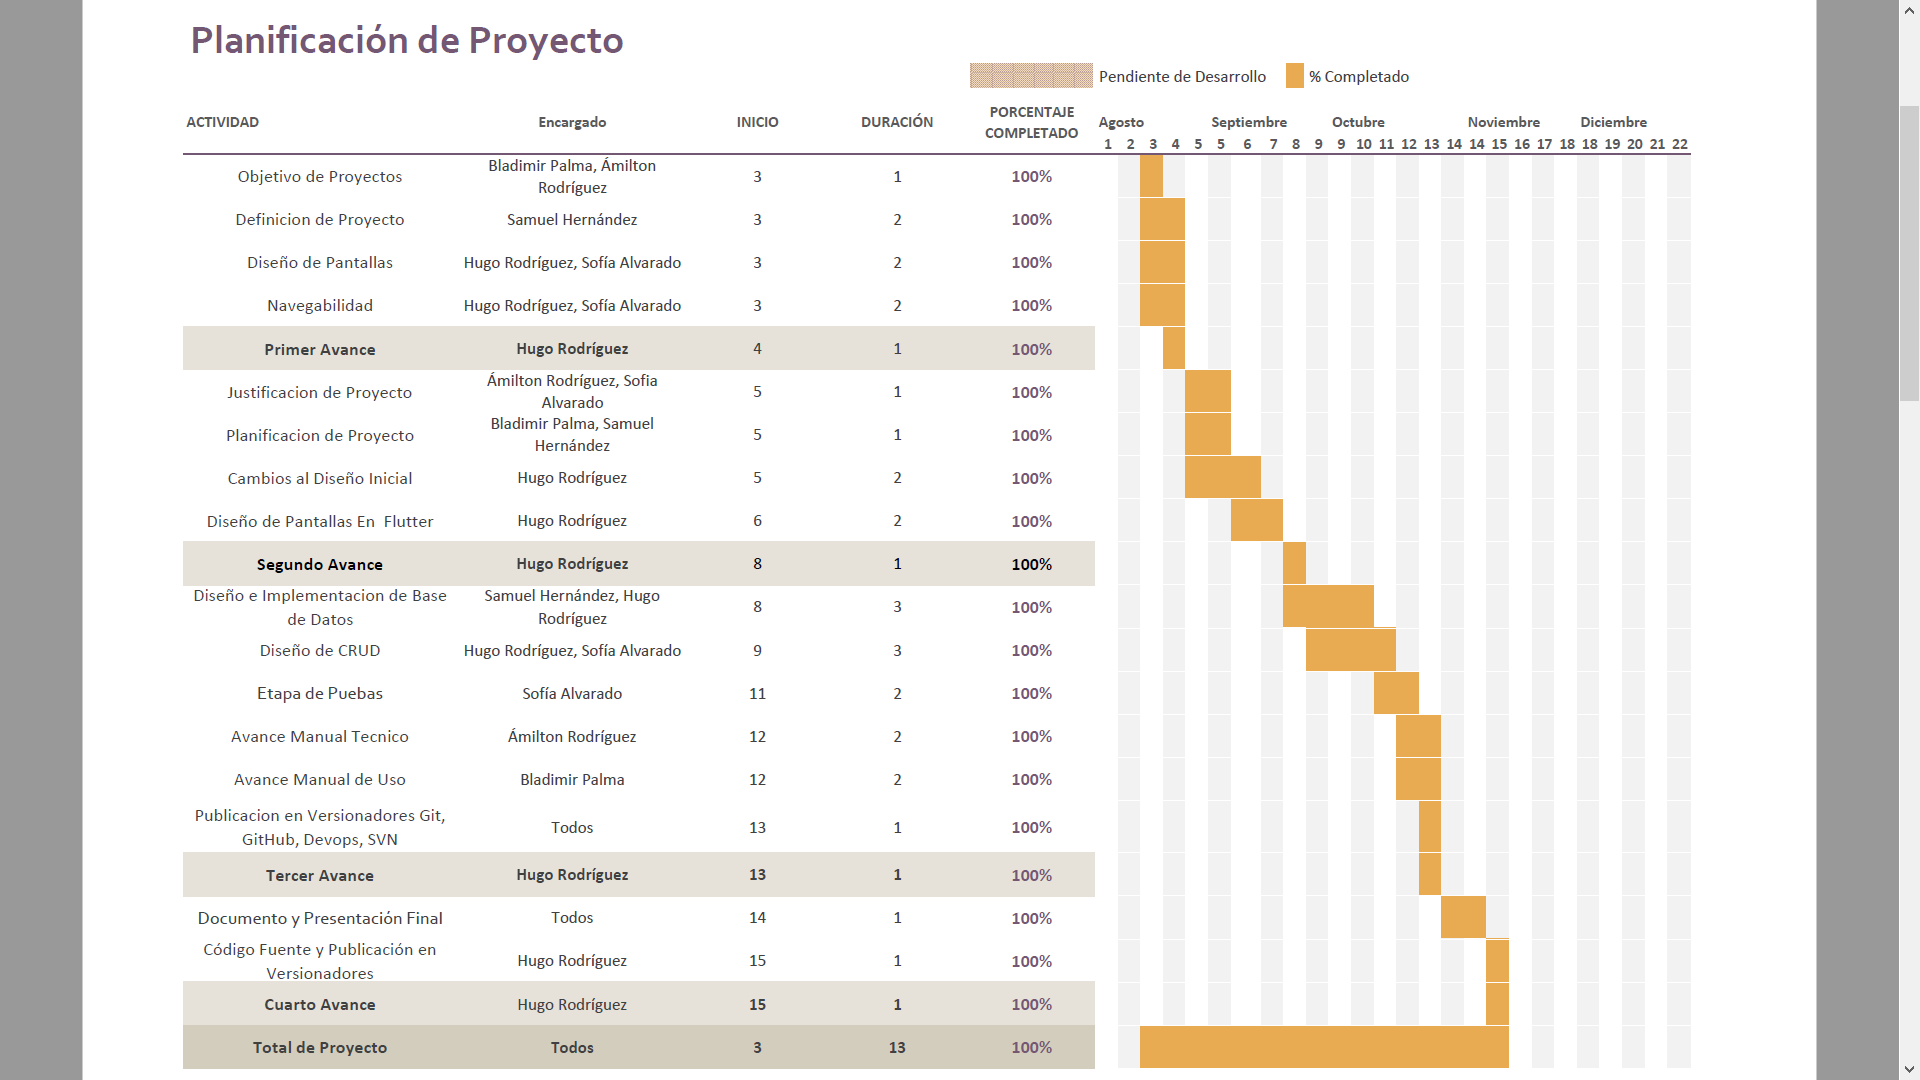 Planificación de Proyecto
Pendiente de Desarrollo % Completado
ACTIVIDAD Encargado INICIO DURACIÓN PORCENTAJE COMPLETADO Agosto Septiembre Octubre Noviembre Diciembre
1 2 3 4 5 5 6 7 8 9 9 10 11 12 13 14 14 15 16 17 18 18 19 20 21 22
Objetivo de Proyectos Bladimir Palma, Ámilton Rodríguez 3 1 100%
Definicion de Proyecto Samuel Hernández 3 2 100%
Diseño de Pantallas Hugo Rodríguez, Sofía Alvarado 3 2 100%
Navegabilidad Hugo Rodríguez, Sofía Alvarado 3 2 100%
Primer Avance Hugo Rodríguez 4 1 100%
Justificacion de Proyecto Ámilton Rodríguez, Sofia Alvarado 5 1 100%
Planificacion de Proyecto Bladimir Palma, Samuel Hernández 5 1 100%
Cambios al Diseño Inicial Hugo Rodríguez 5 2 100%
Diseño de Pantallas En Flutter Hugo Rodríguez 6 2 100%
Segundo Avance Hugo Rodríguez 8 1 100%
Diseño e Implementacion de Base de Datos Samuel Hernández, Hugo Rodríguez 8 3 100%
Diseño de CRUD Hugo Rodríguez, Sofía Alvarado 9 3 100%
Etapa de Puebas Sofía Alvarado 11 2 100%
Avance Manual Tecnico Ámilton Rodríguez 12 2 100%
Avance Manual de Uso Bladimir Palma 12 2 100%
Publicacion en Versionadores Git, GitHub, Devops, SVN Todos 13 1 100%
Tercer Avance Hugo Rodríguez 13 1 100%
Documento y Presentación Final Todos 14 1 100%
Código Fuente y Publicación en Versionadores Hugo Rodríguez 15 1 100%
Cuarto Avance Hugo Rodríguez 15 1 100%
Total de Proyecto Todos 3 13 100%